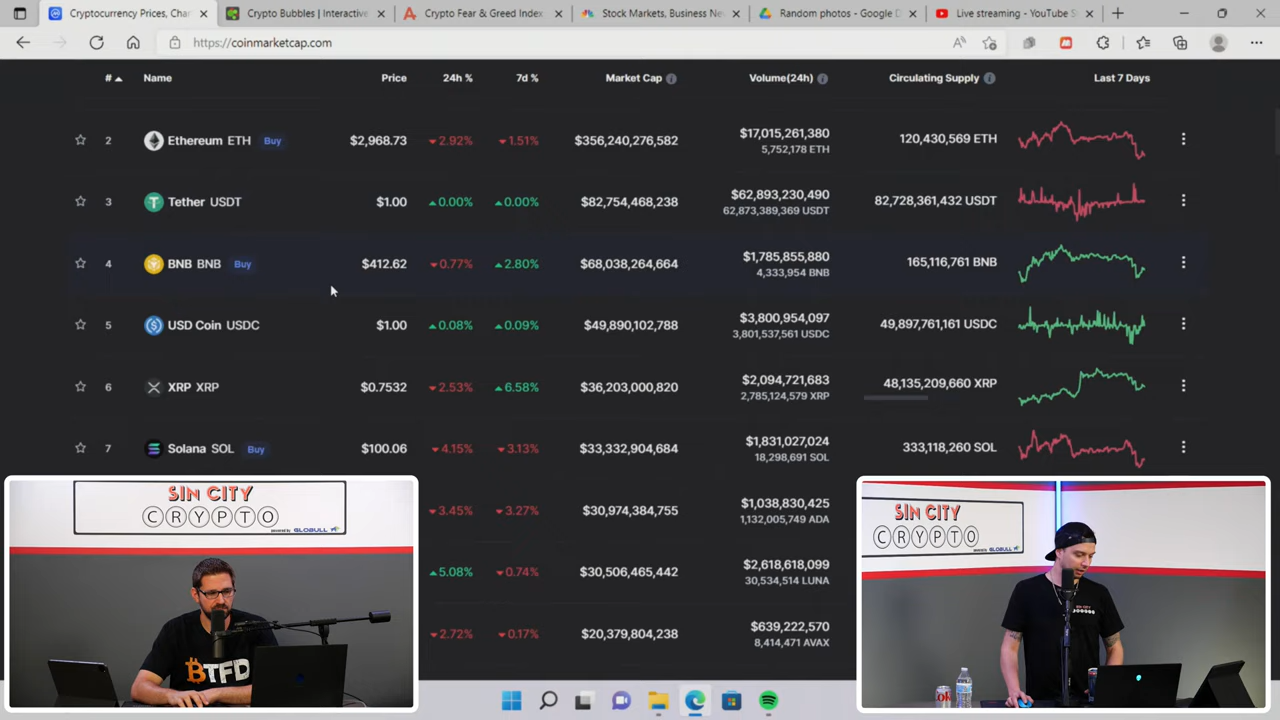 Cryptocurrency Prices, Char
Crypto Bubbles | Interactive
Crypto Fear & Greed Index
Stock Markets, Business Ne
Random photos - Google D
Live streaming - YouTube S
https://coinmarketcap.com
# Name Price 24h % 7d % Market Cap Volume(24h) Circulating Supply Last 7 Days
2 Ethereum ETH Buy $2,968.73 2.92% 1.51% $356,240,276,582 $17,015,261,380 120,430,569 ETH
5,752,178 ETH
3 Tether USDT $1.00 0.00% 0.00% $82,754,468,238 $62,893,230,490 82,728,361,432 USDT
62,873,389,369 USDT
4 BNB BNB Buy $412.62 0.77% 2.80% $68,038,264,664 $1,785,855,880 165,116,761 BNB
4,333,954 BNB
5 USD Coin USDC $1.00 0.08% 0.09% $49,890,102,788 $3,800,954,097 49,897,761,161 USDC
3,801,537,561 USDC
6 XRP XRP $0.7532 2.53% 6.58% $36,203,000,820 $2,094,721,683 48,135,209,660 XRP
2,785,124,579 XRP
7 Solana SOL Buy $100.06 4.15% 3.13% $33,332,904,684 $1,831,027,024 333,118,260 SOL
18,298,691 SOL
3.45% 3.27% $30,974,384,755 $1,038,830,425
1,132,005,749 ADA
5.08% 0.74% $30,506,465,442 $2,618,618,099
30,534,514 LUNA
2.72% 0.17% $20,379,804,238 $639,222,570
8,414,471 AVAX
SIN CITY
CRYPTO
powered by GLOBULL
BTFD
SIN CITY
CRYPTO
powered by GLOBULL
ok